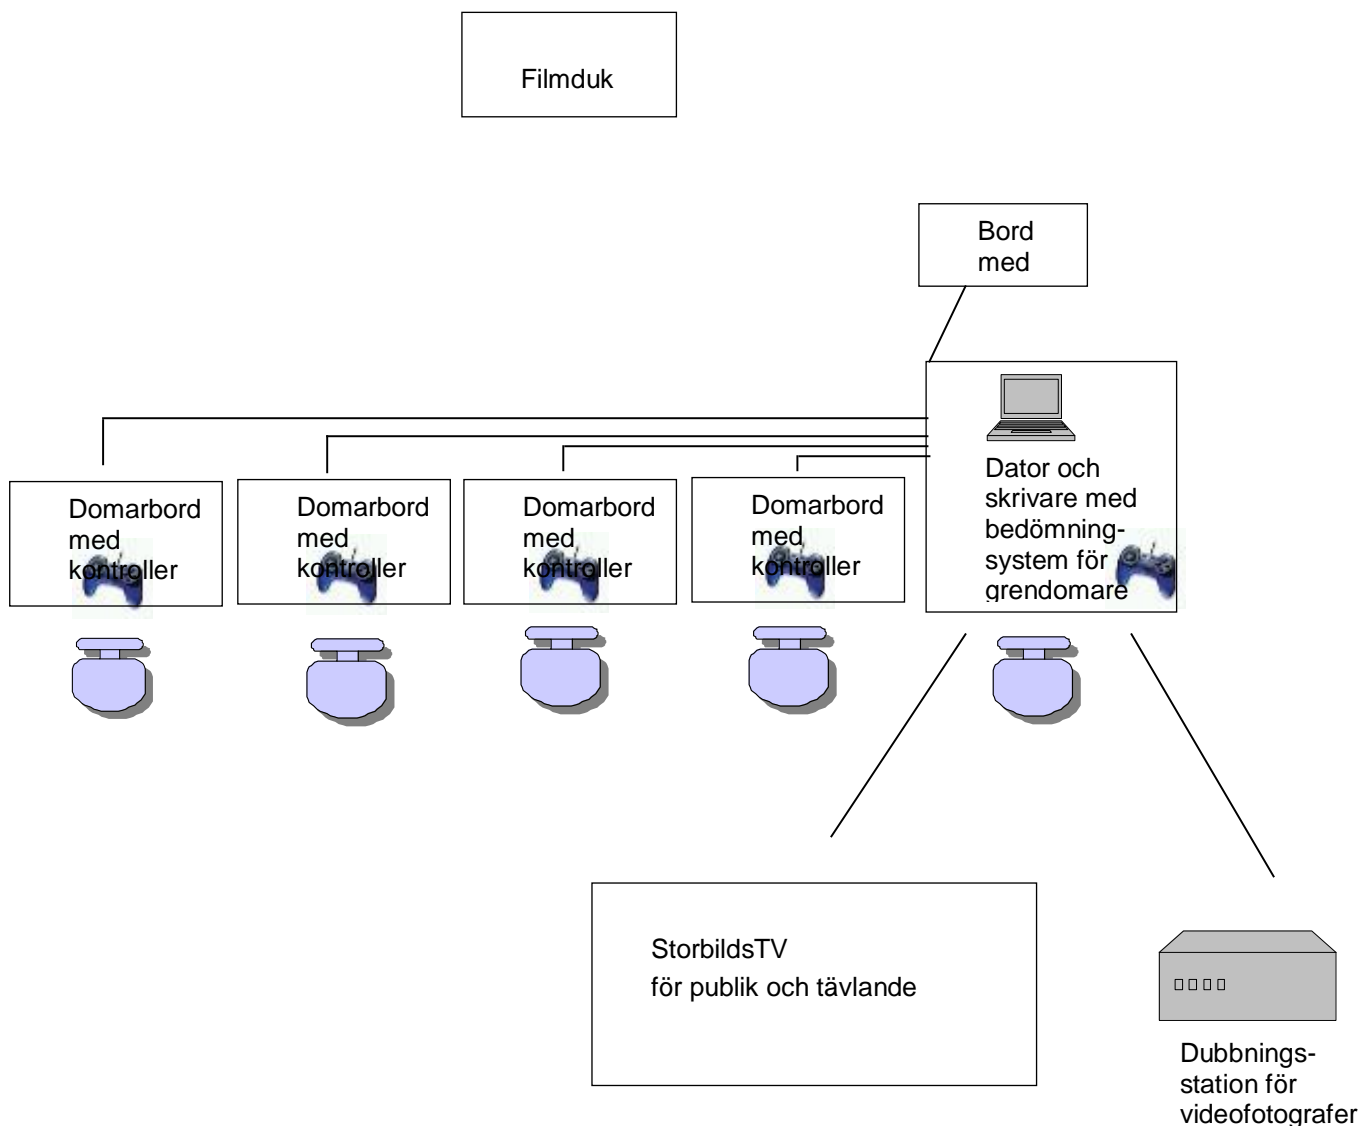 Filmduk
Bord
med
Domarbord
med
kontroller
Domarbord
med
kontroller
Domarbord
med
kontroller
Domarbord
med
kontroller
Dator och
skrivare med
bedömning-
system för
grendomare
StorbildsTV
för publik och tävlande
Dubbnings-
station för
videofotografer